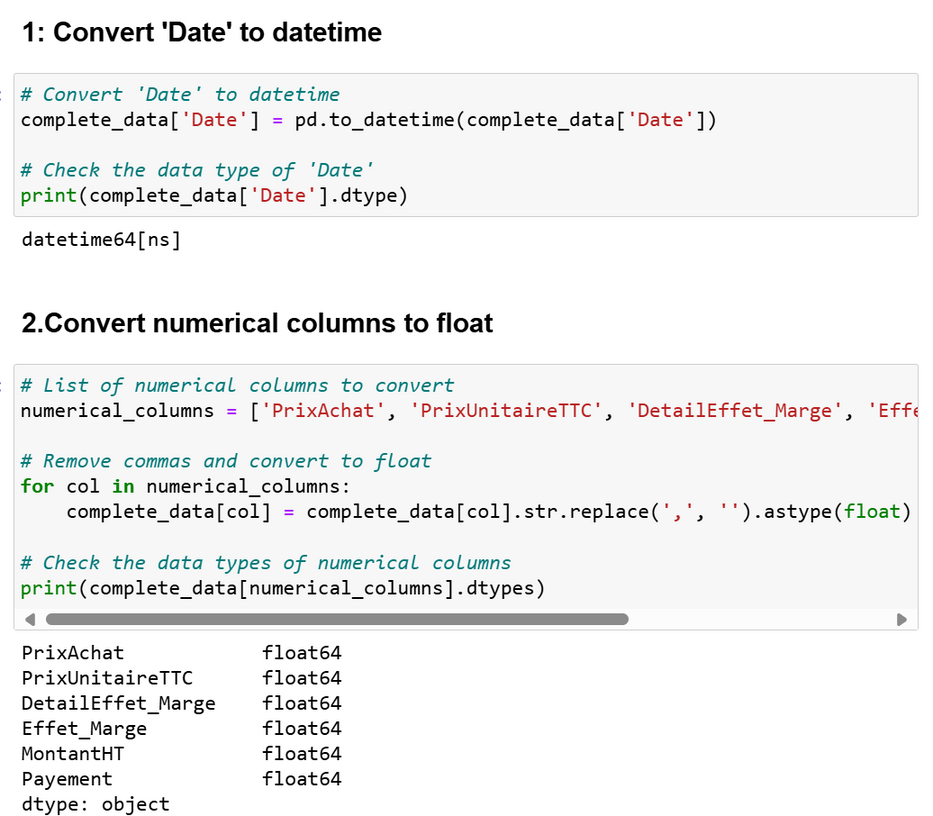 1: Convert 'Date' to datetime
# Convert 'Date' to datetime
complete_data['Date'] = pd.to_datetime(complete_data['Date'])
# Check the data type of 'Date'
print(complete_data['Date'].dtype)
datetime64[ns]
2.Convert numerical columns to float
# List of numerical columns to convert
numerical_columns = ['PrixAchat', 'PrixUnitaireTTC', 'DetailEffet_Marge', 'Effe
# Remove commas and convert to float
for col in numerical_columns:
    complete_data[col] = complete_data[col].str.replace(',', '').astype(float)
# Check the data types of numerical columns
print(complete_data[numerical_columns].dtypes)
PrixAchat            float64
PrixUnitaireTTC      float64
DetailEffet_Marge    float64
Effet_Marge          float64
MontantHT            float64
Payement             float64
dtype: object